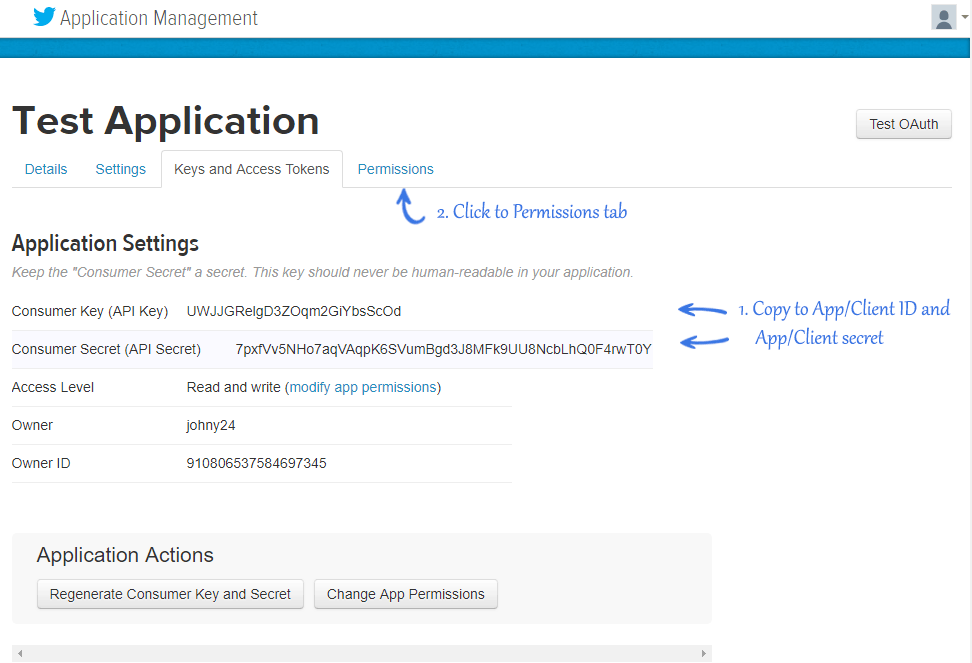 Application Management
Test Application
Test OAuth
Details Settings Keys and Access Tokens Permissions
2. Click to Permissions tab
Application Settings
Keep the "Consumer Secret" a secret. This key should never be human-readable in your application.
Consumer Key (API Key) UWJJGRelgD3ZOqm2GiYbsScOd
1. Copy to App/Client ID and
App/Client secret
Consumer Secret (API Secret) 7pxfVv5NHo7aqVAqpK6SVumBgd3J8MFk9UU8NcbLhQ0F4rwT0Y
Access Level Read and write (modify app permissions)
Owner johny24
Owner ID 910806537584697345
Application Actions
Regenerate Consumer Key and Secret Change App Permissions